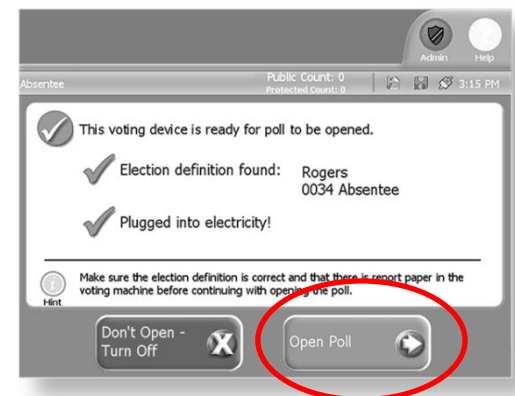 Admin
Help
Absentee
Public Count: 0
Protected Count: 0
3:15 PM
This voting device is ready for poll to be opened.
Election definition found:
Rogers
0034 Absentee
Plugged into electricity!
Hint
Make sure the election definition is correct and that there is report paper in the
voting machine before continuing with opening the poll.
Don't Open -
Turn Off
Open Poll